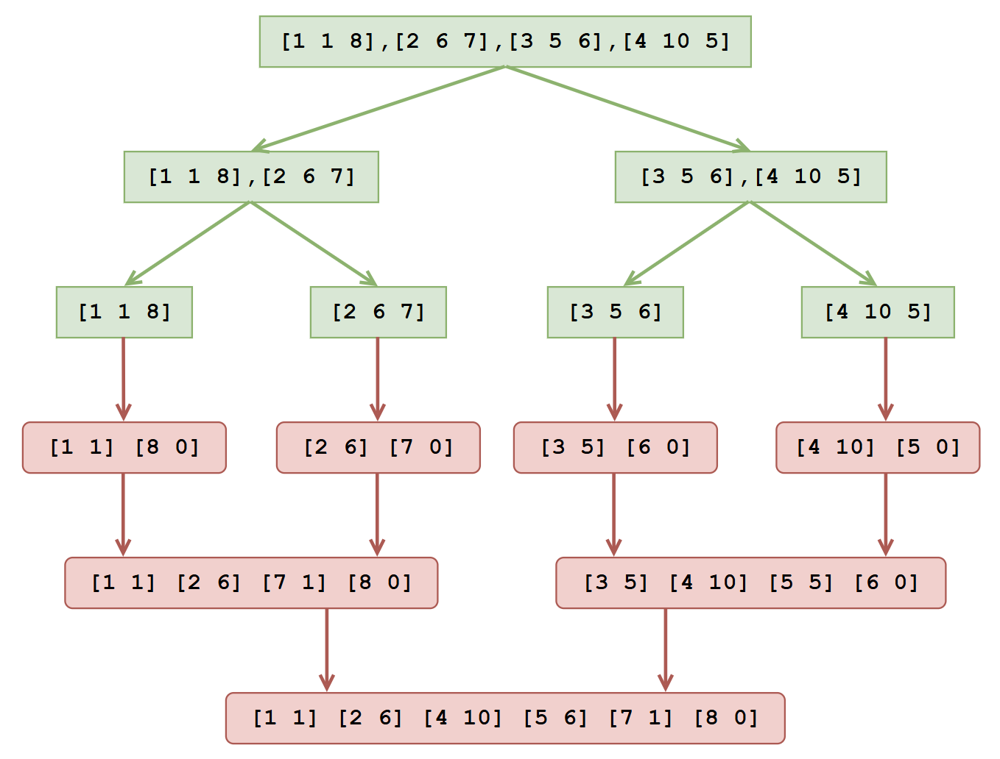 [1 1 8],[2 6 7],[3 5 6],[4 10 5]
[1 1 8],[2 6 7]
[3 5 6],[4 10 5]
[1 1 8]
[2 6 7]
[3 5 6]
[4 10 5]
[1 1] [8 0]
[2 6] [7 0]
[3 5] [6 0]
[4 10] [5 0]
[1 1] [2 6] [7 1] [8 0]
[3 5] [4 10] [5 5] [6 0]
[1 1] [2 6] [4 10] [5 6] [7 1] [8 0]